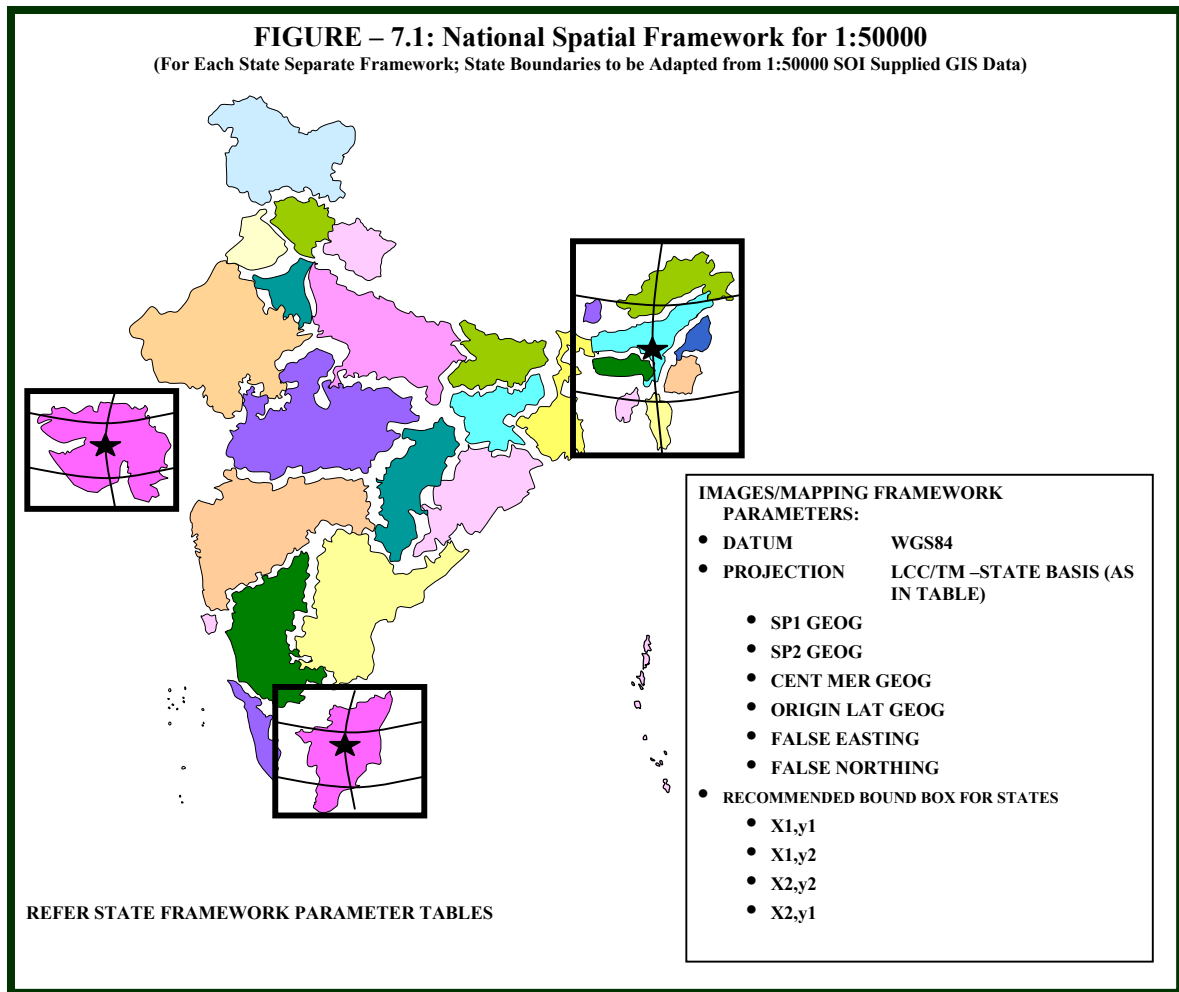 FIGURE – 7.1: National Spatial Framework for 1:50000
(For Each State Separate Framework; State Boundaries to be Adapted from 1:50000 SOI Supplied GIS Data)
IMAGES/MAPPING FRAMEWORK
PARAMETERS:
• DATUM WGS84
• PROJECTION LCC/TM –STATE BASIS (AS
IN TABLE)
• SP1 GEOG
• SP2 GEOG
• CENT MER GEOG
• ORIGIN LAT GEOG
• FALSE EASTING
• FALSE NORTHING
• RECOMMENDED BOUND BOX FOR STATES
• X1,y1
• X1,y2
• X2,y2
• X2,y1
REFER STATE FRAMEWORK PARAMETER TABLES